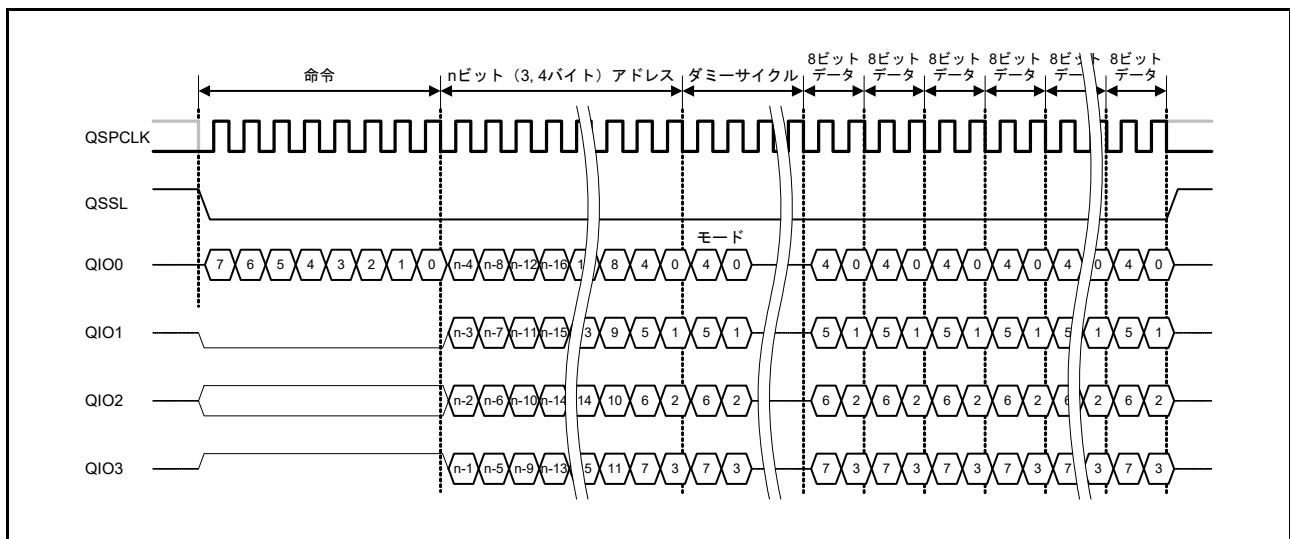 8ビット 8ビット 8ビット 8ビット 8ビット 8ビット
命令 nビット（3, 4バイト）アドレス ダミーサイクル データ データ データ データ データ
QSPCLK
QSSL
モード
QIO0 7 6 5 4 3 2 1 0 n-4 n-8 n-12 n-16 8 4 0 4 0 4 0 4 0 4 0 4 0 4 0 4 0
QIO1 n-3 n-7 n-11 n-15 9 5 1 5 1 5 1 5 1 5 1 5 1 5 1 5 1
QIO2 n-2 n-6 n-10 n-14 14 10 6 2 6 2 6 2 6 2 6 2 6 2 6 2 6 2
QIO3 n-1 n-5 n-9 n-13 11 7 3 7 3 7 3 7 3 7 3 7 3 7 3 7 3